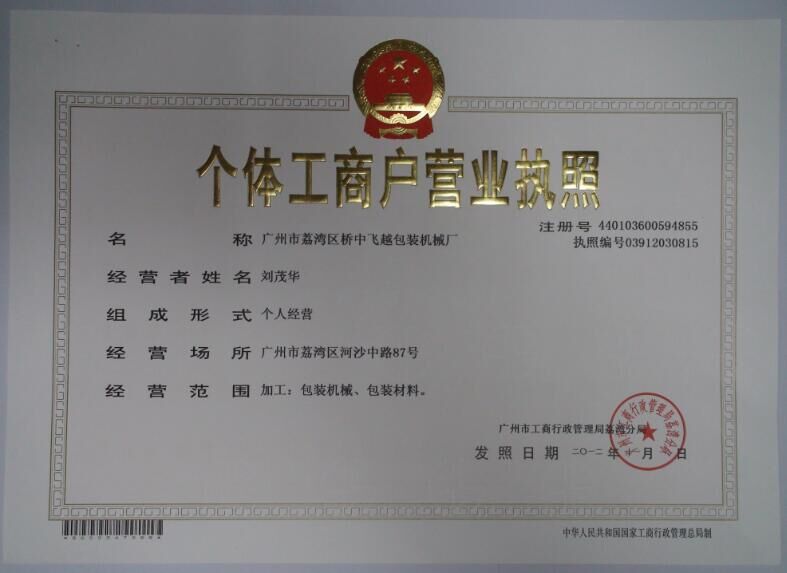 个体工商户营业执照
注册号 440103600594855
执照编号03912030815
名称 广州市荔湾区桥中飞越包装机械厂
经营者姓名 刘茂华
组成形式 个人经营
经营场所 广州市荔湾区河沙中路87号
经营范围 加工：包装机械、包装材料。
广州市工商行政管理局荔湾分局
发照日期 二〇一二年 月 日
中华人民共和国国家工商行政管理总局制